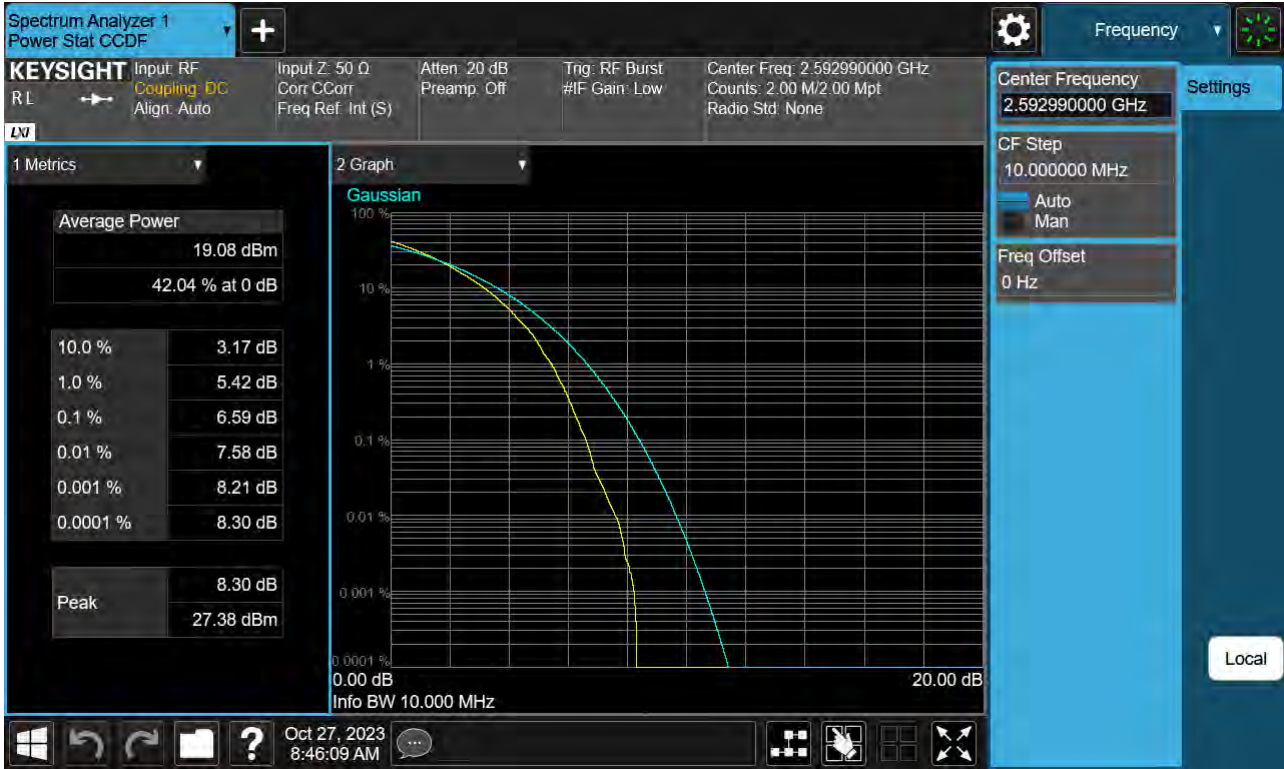 Spectrum Analyzer 1
Power Stat CCDF
+
Frequency
KEYSIGHT
R L
LXI
Input: RF
Coupling: DC
Align: Auto
Input Z: 50 Ω
Corr CCorr
Freq Ref: Int (S)
Atten: 20 dB
Preamp: Off
Trig: RF Burst
#IF Gain: Low
Center Freq: 2.592990000 GHz
Counts: 2.00 M/2.00 Mpt
Radio Std: None
Center Frequency
2.592990000 GHz
Settings
CF Step
10.000000 MHz
Auto
Man
Freq Offset
0 Hz
1 Metrics
Average Power
19.08 dBm
42.04 % at 0 dB
10.0 % 3.17 dB
1.0 % 5.42 dB
0.1 % 6.59 dB
0.01 % 7.58 dB
0.001 % 8.21 dB
0.0001 % 8.30 dB
Peak
8.30 dB
27.38 dBm
2 Graph
Gaussian
100 %
10 %
1 %
0.1 %
0.01 %
0.001 %
0.0001 %
0.00 dB 20.00 dB
Info BW 10.000 MHz
Local
?
Oct 27, 2023
8:46:09 AM